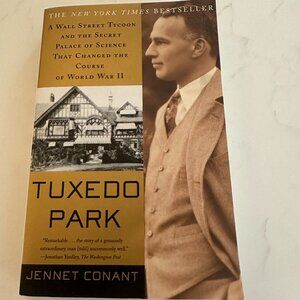 THE NEW YORK TIMES BESTSELLER
A WALL STREET TYCOON
AND THE SECRET
PALACE OF SCIENCE
THAT CHANGED THE
COURSE
OF WORLD WAR II
TUXEDO
PARK
"Remarkable . . . the story of a genuinely
extraordinary man [told] uncommonly well."
—Jonathan Yardley, The Washington Post
JENNET CONANT